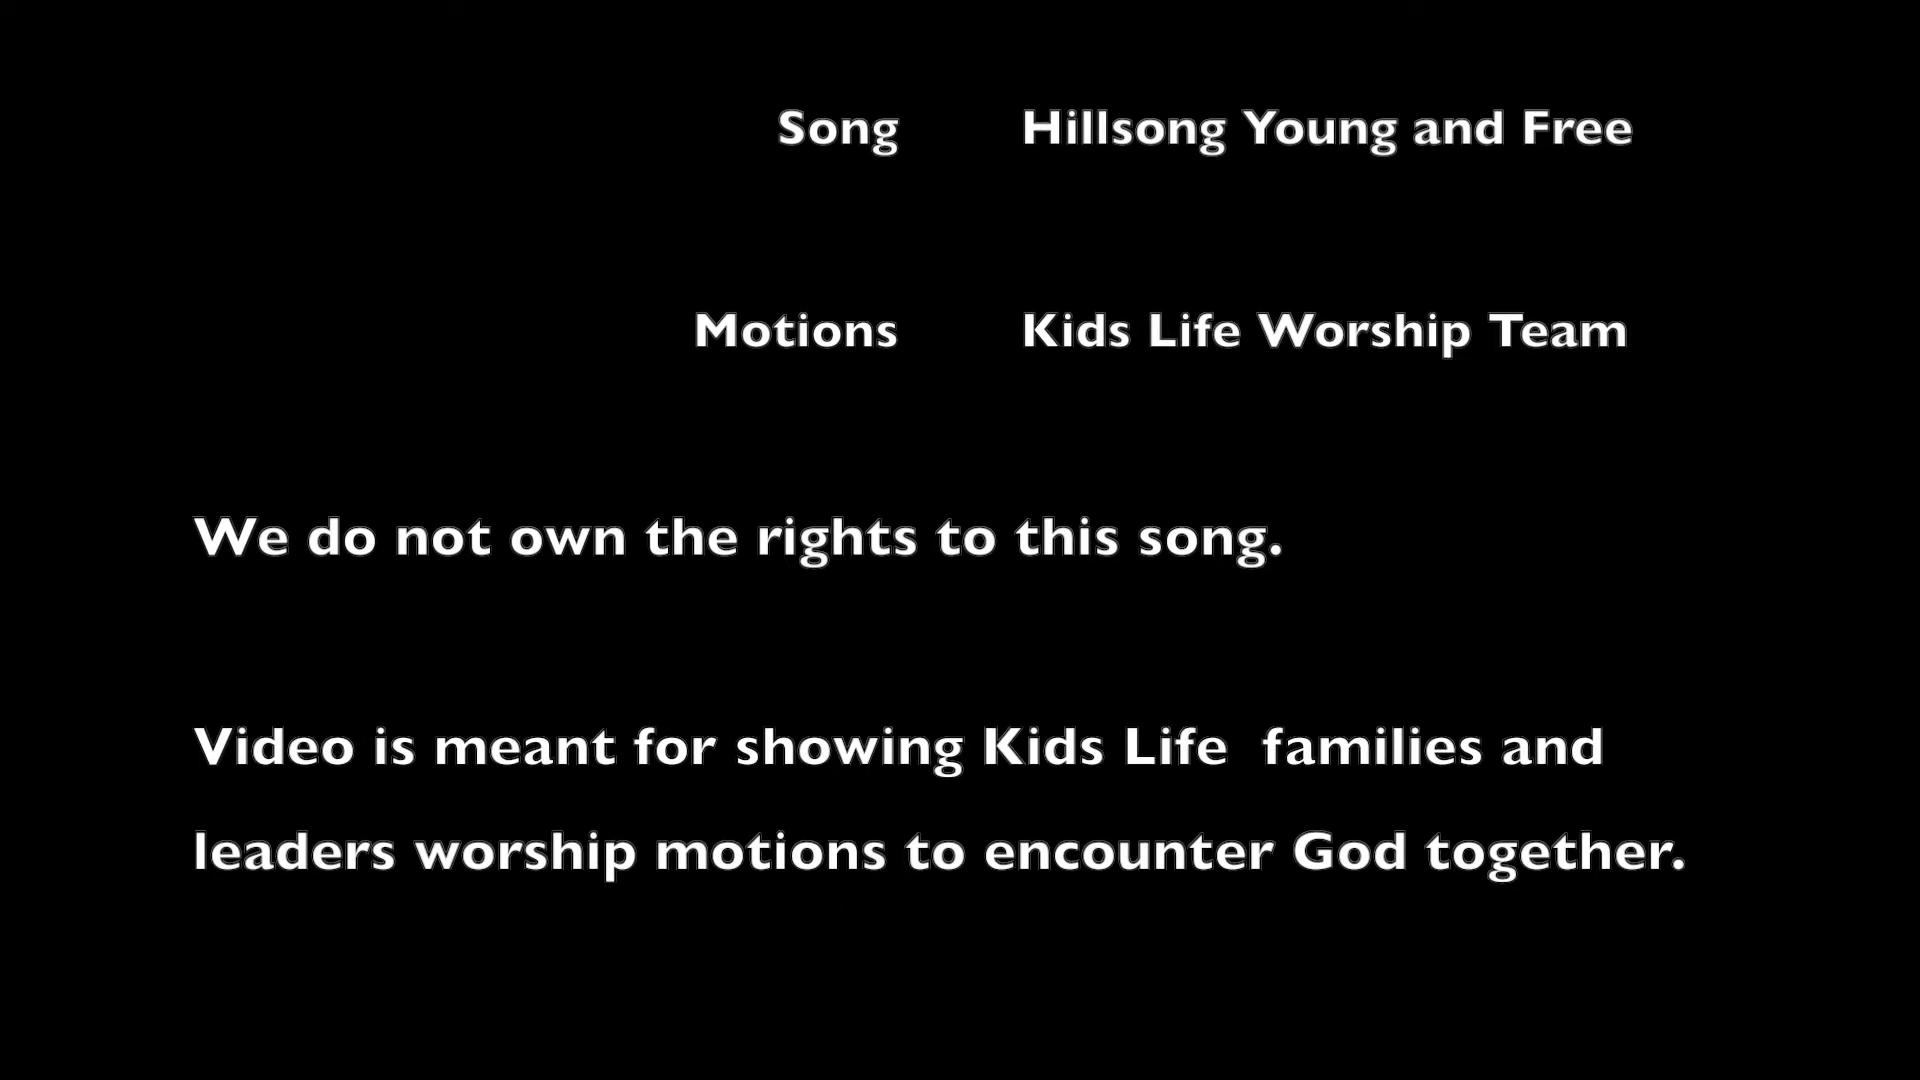 Song Hillsong Young and Free
Motions Kids Life Worship Team
We do not own the rights to this song.
Video is meant for showing Kids Life  families and
leaders worship motions to encounter God together.